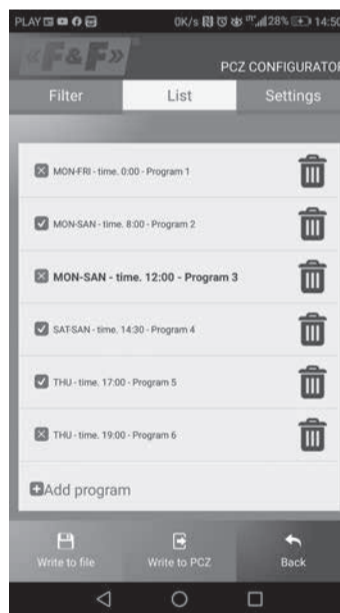 PLAY 0K/s LTE 28% 14:50
«F&F»
PCZ CONFIGURATOR
Filter List Settings
MON-FRI - time. 0:00 - Program 1
MON-SAN - time. 8:00 - Program 2
MON-SAN - time. 12:00 - Program 3
SAT-SAN - time. 14:30 - Program 4
THU - time. 17:00 - Program 5
THU - time. 19:00 - Program 6
Add program
Write to file Write to PCZ Back